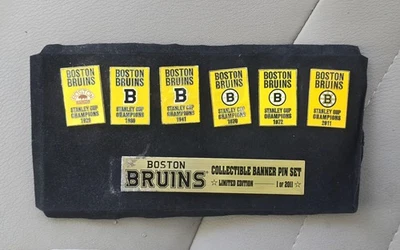 BOSTON
BRUINS
STANLEY CUP
CHAMPIONS
1929
BOSTON
BRUINS
B
STANLEY CUP
CHAMPIONS
1939
BOSTON
BRUINS
B
STANLEY CUP
CHAMPIONS
1941
BOSTON
BRUINS
B
STANLEY CUP
CHAMPIONS
1970
BOSTON
BRUINS
B
STANLEY CUP
CHAMPIONS
1972
BOSTON
BRUINS
B
STANLEY CUP
CHAMPIONS
2011
BOSTON
BRUINS
COLLECTIBLE BANNER PIN SET
LIMITED EDITION 1 of 2011